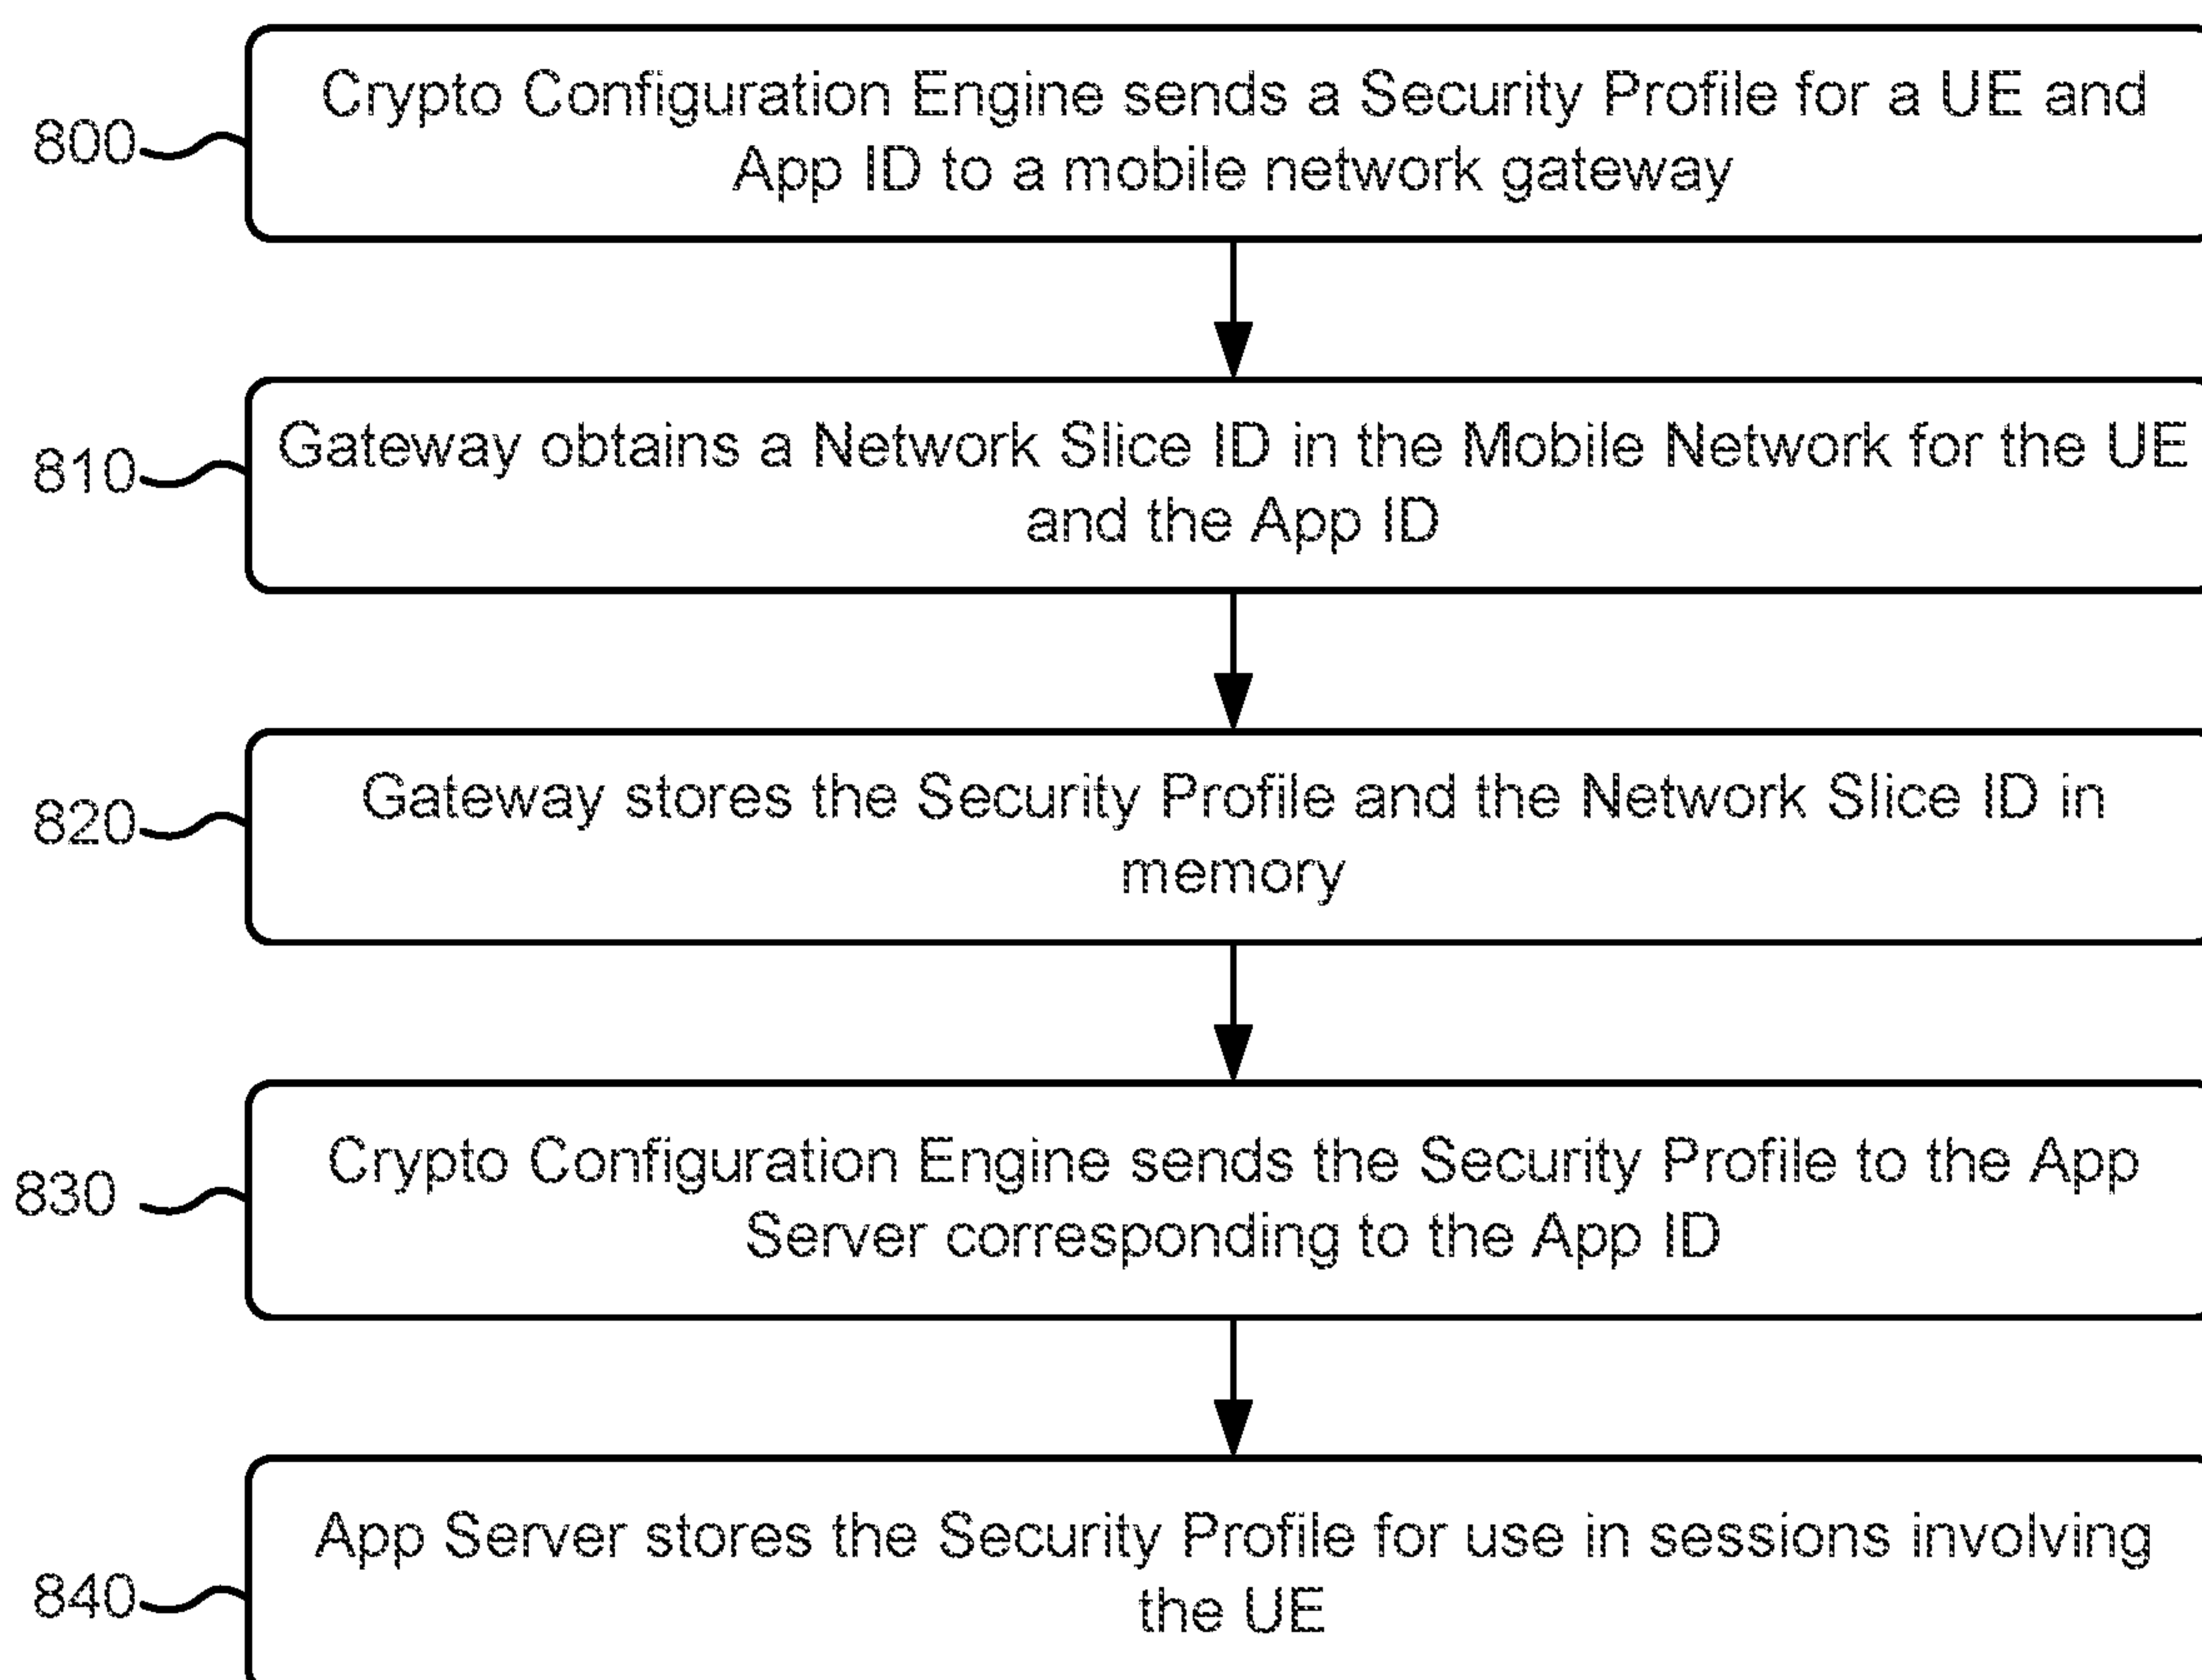 Crypto Configuration Engine sends a Security Profile for a UE and
App ID to a mobile network gateway
800
Gateway obtains a Network Slice ID in the Mobile Network for the UE
and the App ID
810
Gateway stores the Security Profile and the Network Slice ID in
memory
820
Crypto Configuration Engine sends the Security Profile to the App
Server corresponding to the App ID
830
App Server stores the Security Profile for use in sessions involving
the UE
840